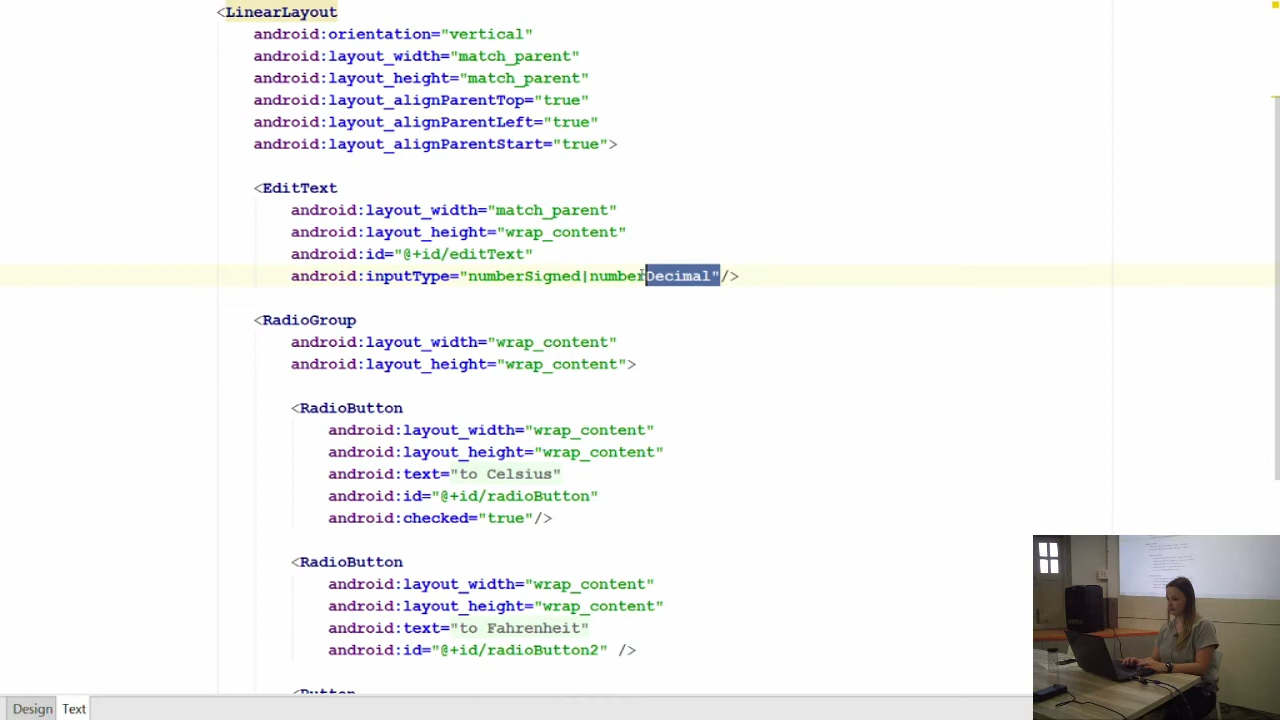 <LinearLayout
android:orientation="vertical"
android:layout_width="match_parent"
android:layout_height="match_parent"
android:layout_alignParentTop="true"
android:layout_alignParentLeft="true"
android:layout_alignParentStart="true">
<EditText
android:layout_width="match_parent"
android:layout_height="wrap_content"
android:id="@+id/editText"
android:inputType="numberSigned|numberDecimal"/>
<RadioGroup
android:layout_width="wrap_content"
android:layout_height="wrap_content">
<RadioButton
android:layout_width="wrap_content"
android:layout_height="wrap_content"
android:text="to Celsius"
android:id="@+id/radioButton"
android:checked="true"/>
<RadioButton
android:layout_width="wrap_content"
android:layout_height="wrap_content"
android:text="to Fahrenheit"
android:id="@+id/radioButton2" />
<Button
Design Text